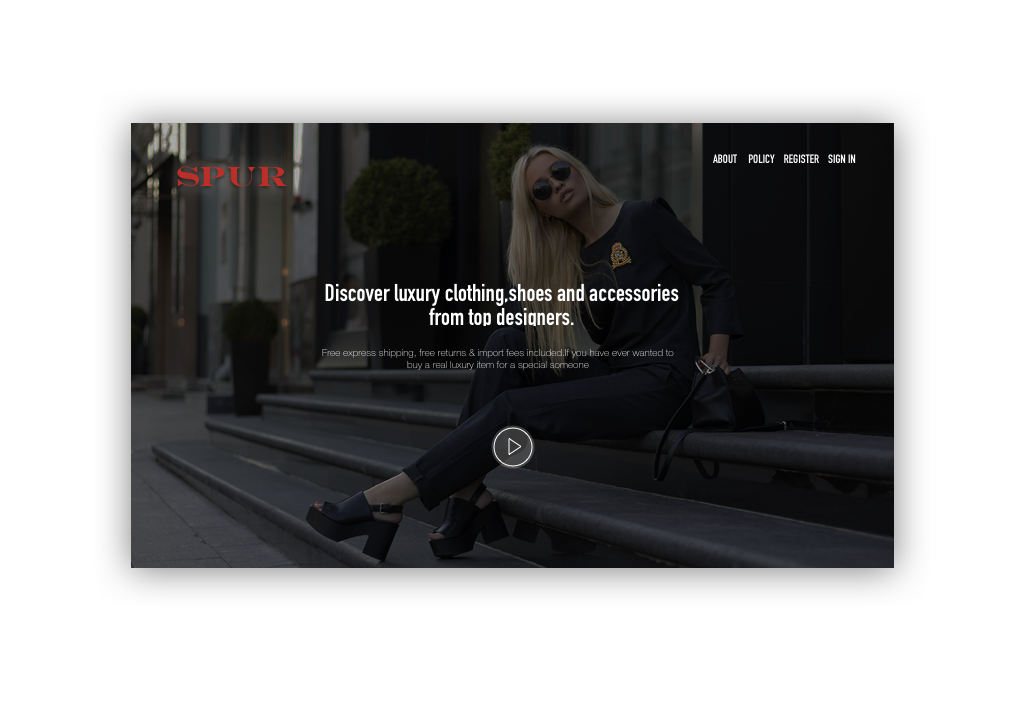 SPUR
ABOUT POLICY REGISTER SIGN IN
Discover luxury clothing,shoes and accessories
from top designers.
Free express shipping, free returns & import fees included.If you have ever wanted to
buy a real luxury item for a special someone